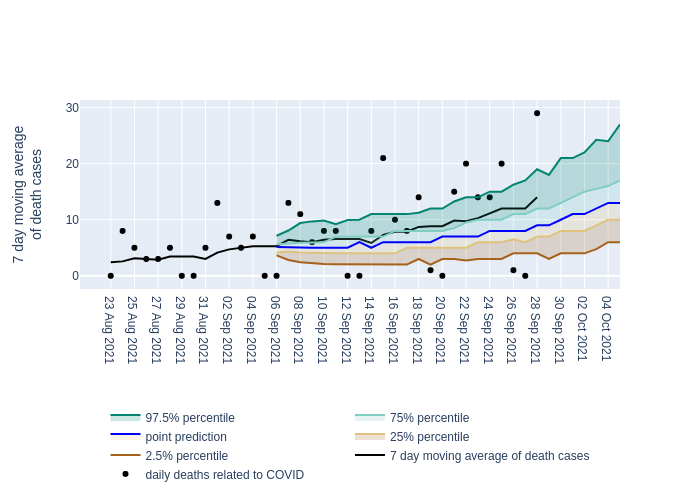 7 day moving average
of death cases
30
20
10
0
23 Aug 2021
25 Aug 2021
27 Aug 2021
29 Aug 2021
31 Aug 2021
02 Sep 2021
04 Sep 2021
06 Sep 2021
08 Sep 2021
10 Sep 2021
12 Sep 2021
14 Sep 2021
16 Sep 2021
18 Sep 2021
20 Sep 2021
22 Sep 2021
24 Sep 2021
26 Sep 2021
28 Sep 2021
30 Sep 2021
02 Oct 2021
04 Oct 2021
97.5% percentile
75% percentile
point prediction
25% percentile
2.5% percentile
7 day moving average of death cases
daily deaths related to COVID